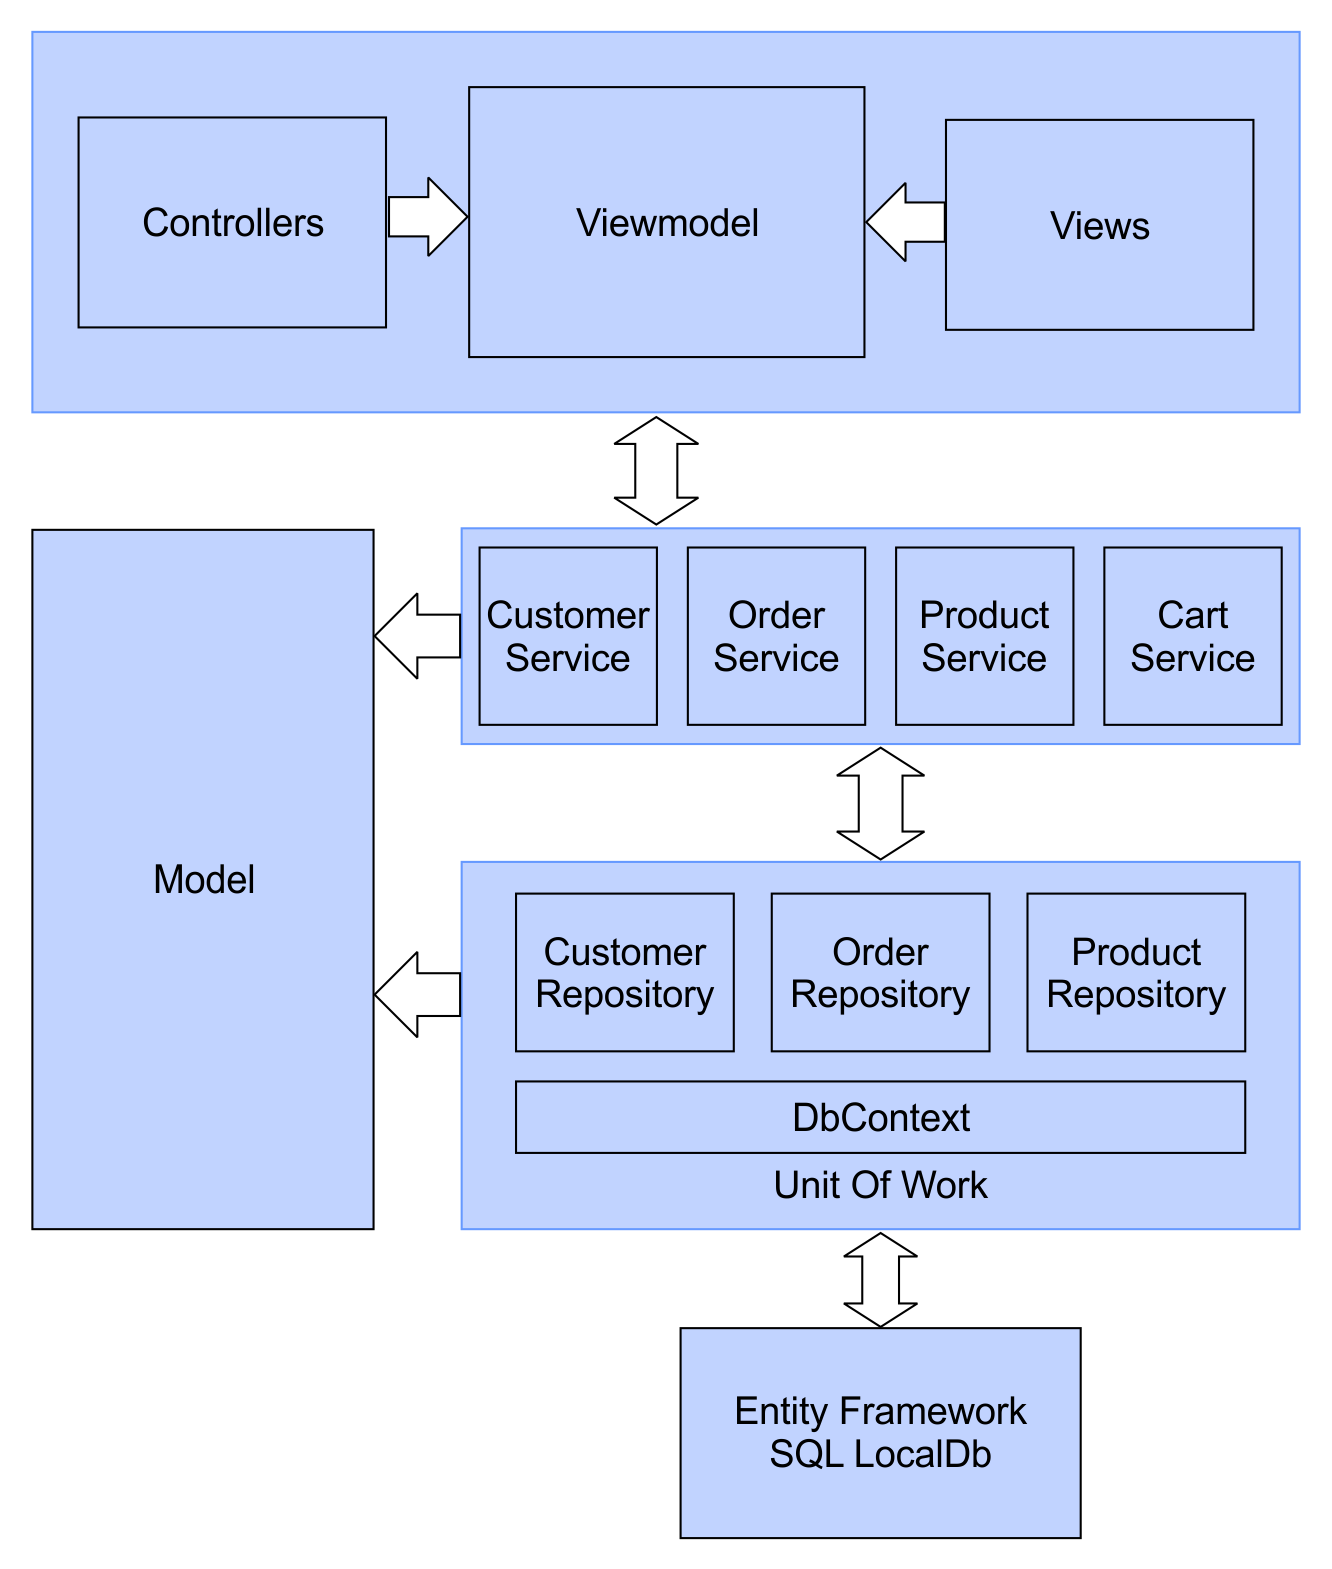 Controllers
Viewmodel
Views
Customer
Service
Order
Service
Product
Service
Cart
Service
Model
Customer
Repository
Order
Repository
Product
Repository
DbContext
Unit Of Work
Entity Framework
SQL LocalDb